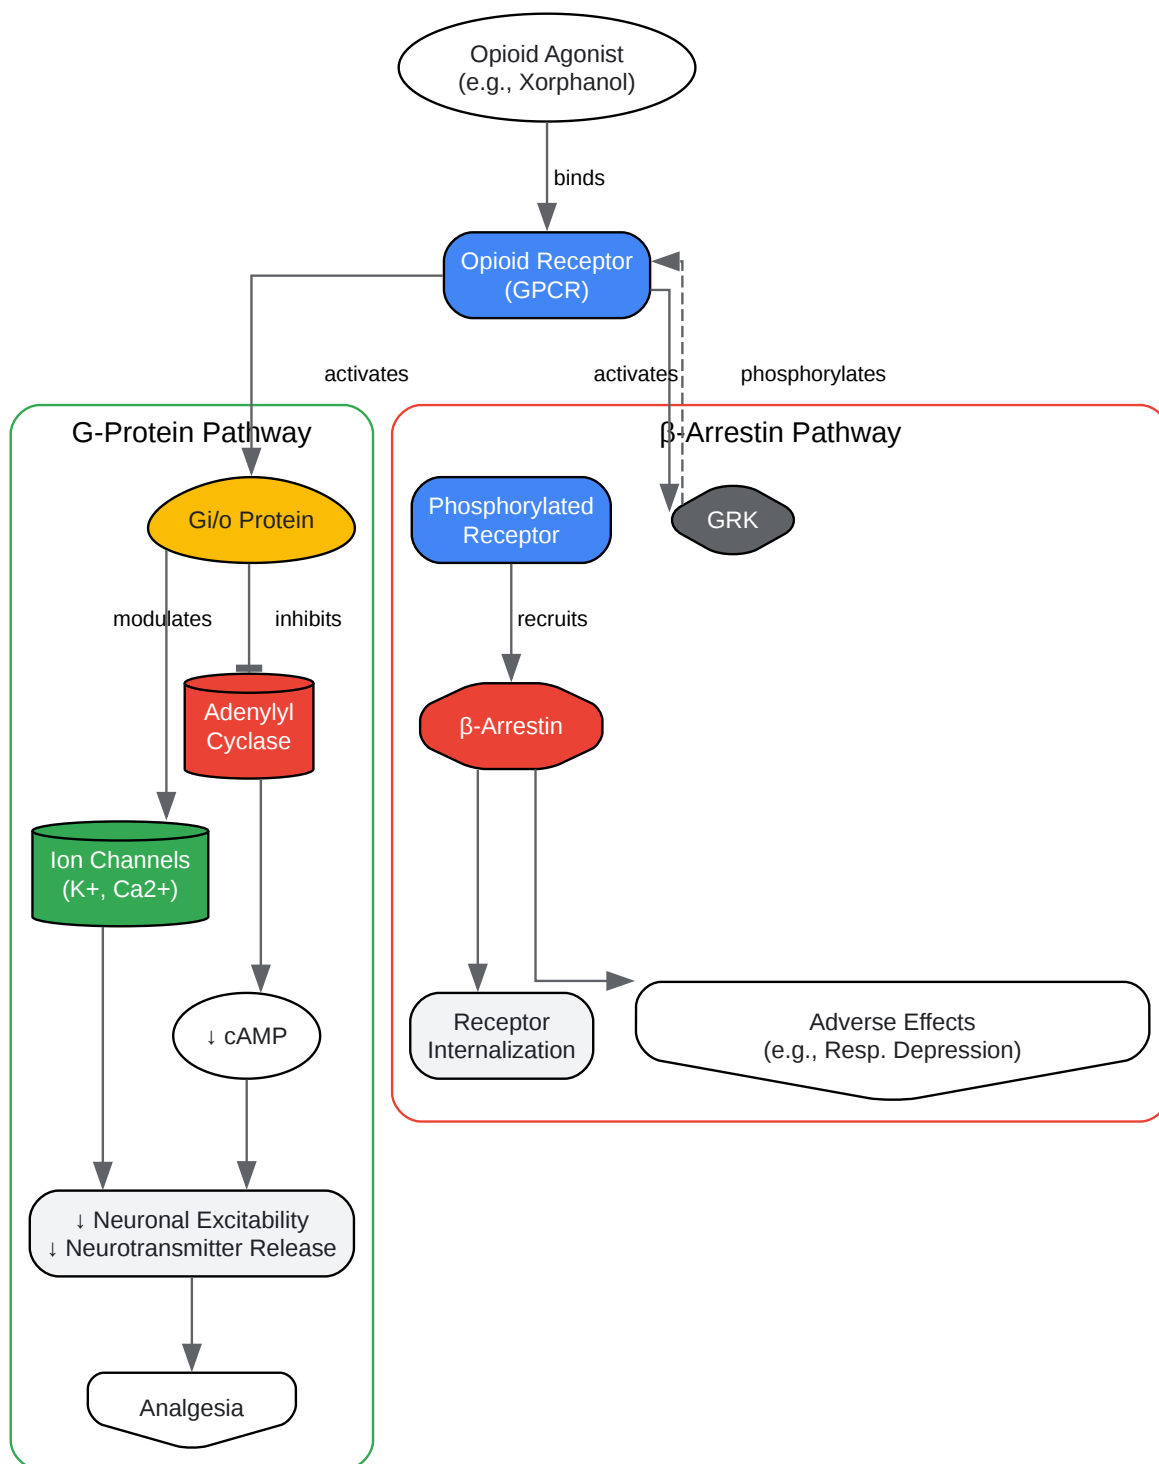 Opioid Agonist
(e.g., Xorphanol)
binds
Opioid Receptor
(GPCR)
activates
activates
phosphorylates
G-Protein Pathway
β-Arrestin Pathway
Gi/o Protein
Phosphorylated
Receptor
GRK
modulates
inhibits
recruits
Adenylyl
Cyclase
β-Arrestin
Ion Channels
(K+, Ca2+)
↓ cAMP
Receptor
Internalization
Adverse Effects
(e.g., Resp. Depression)
↓ Neuronal Excitability
↓ Neurotransmitter Release
Analgesia